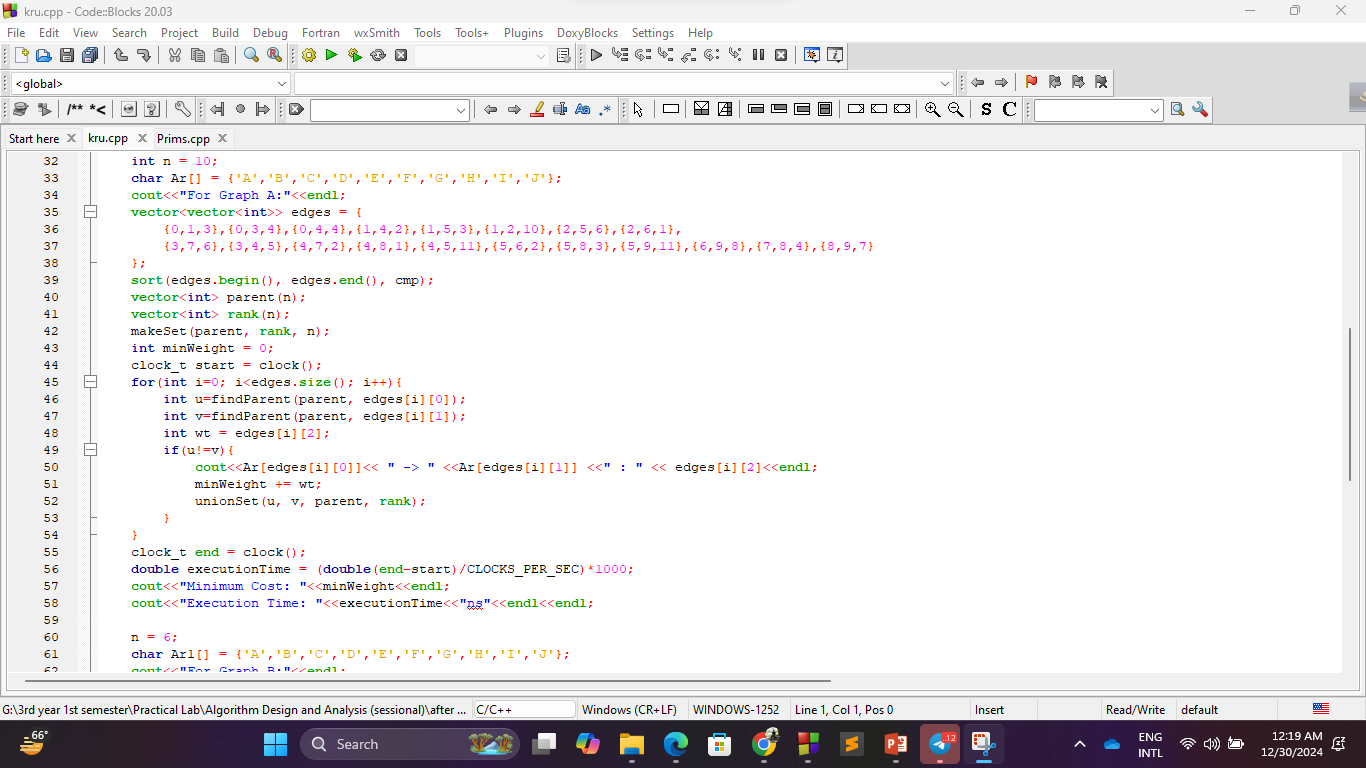 kru.cpp - Code::Blocks 20.03
File Edit View Search Project Build Debug Fortran wxSmith Tools Tools+ Plugins DoxyBlocks Settings Help
<global>
/** *< Aa .* S C
Start here kru.cpp Prims.cpp
32 int n = 10;
33 char Ar[] = {'A','B','C','D','E','F','G','H','I','J'};
34 cout<<"For Graph A:"<<endl;
35 vector<vector<int>> edges = {
36 {0,1,3},{0,3,4},{0,4,4},{1,4,2},{1,5,3},{1,2,10},{2,5,6},{2,6,1},
37 {3,7,6},{3,4,5},{4,7,2},{4,8,1},{4,5,11},{5,6,2},{5,8,3},{5,9,11},{6,9,8},{7,8,4},{8,9,7}
38 };
39 sort(edges.begin(), edges.end(), cmp);
40 vector<int> parent(n);
41 vector<int> rank(n);
42 makeSet(parent, rank, n);
43 int minWeight = 0;
44 clock_t start = clock();
45 for(int i=0; i<edges.size(); i++){
46 int u=findParent(parent, edges[i][0]);
47 int v=findParent(parent, edges[i][1]);
48 int wt = edges[i][2];
49 if(u!=v){
50 cout<<Ar[edges[i][0]]<< " -> " <<Ar[edges[i][1]] <<" : " << edges[i][2]<<endl;
51 minWeight += wt;
52 unionSet(u, v, parent, rank);
53 }
54 }
55 clock_t end = clock();
56 double executionTime = (double(end-start)/CLOCKS_PER_SEC)*1000;
57 cout<<"Minimum Cost: "<<minWeight<<endl;
58 cout<<"Execution Time: "<<executionTime<<"ns"<<endl<<endl;
59
60 n = 6;
61 char Ar1[] = {'A','B','C','D','E','F','G','H','I','J'};
62 cout<<"For Graph B:"<<endl;
G:\3rd year 1st semester\Practical Lab\Algorithm Design and Analysis (sessional)\after ... C/C++ Windows (CR+LF) WINDOWS-1252 Line 1, Col 1, Pos 0 Insert Read/Write default
66° Search 12 ENG 12:19 AM
INTL 12/30/2024